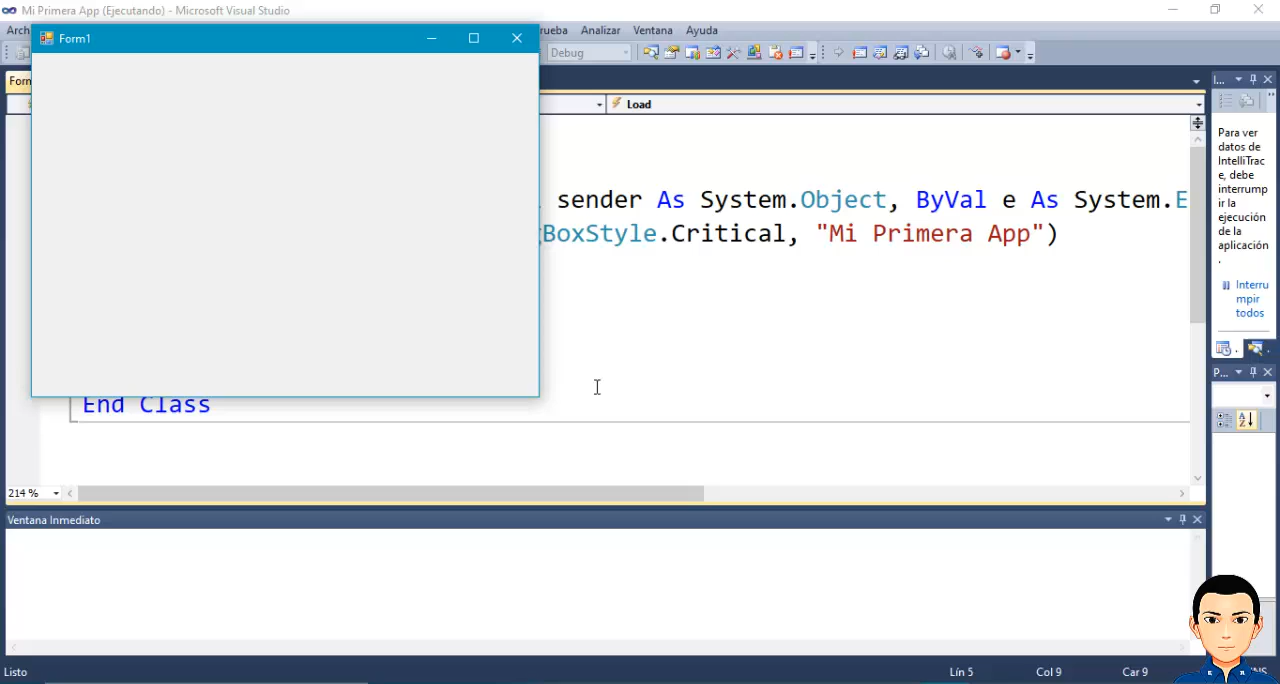 Mi Primera App (Ejecutando) - Microsoft Visual Studio
Arch
rueba Analizar Ventana Ayuda
Form1
Debug
Form
Load
sender As System.Object, ByVal e As System.E
gBoxStyle.Critical, "Mi Primera App")
End Class
214 %
I...
Para ver
datos de
IntelliTrac
e, debe
interrump
ir la
ejecución
de la
aplicación
.
Interru
mpir
todos
P...
Ventana Inmediato
Listo
Lín 5
Col 9
Car 9